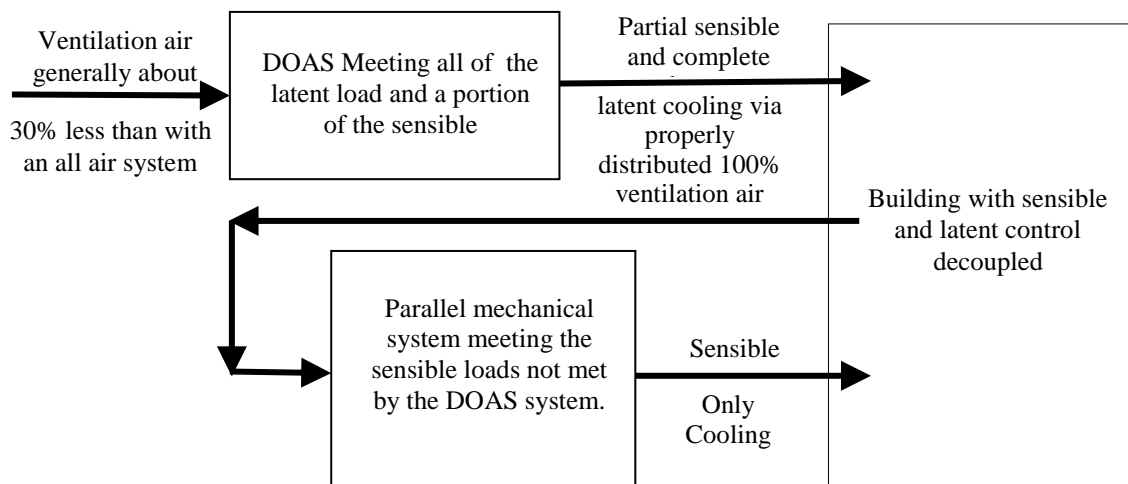 Ventilation air
generally about
30% less than with
an all air system
DOAS Meeting all of the
latent load and a portion
of the sensible
Partial sensible
and complete
latent cooling via
properly
distributed 100%
ventilation air
Building with sensible
and latent control
decoupled
Parallel mechanical
system meeting the
sensible loads not met
by the DOAS system.
Sensible
Only
Cooling